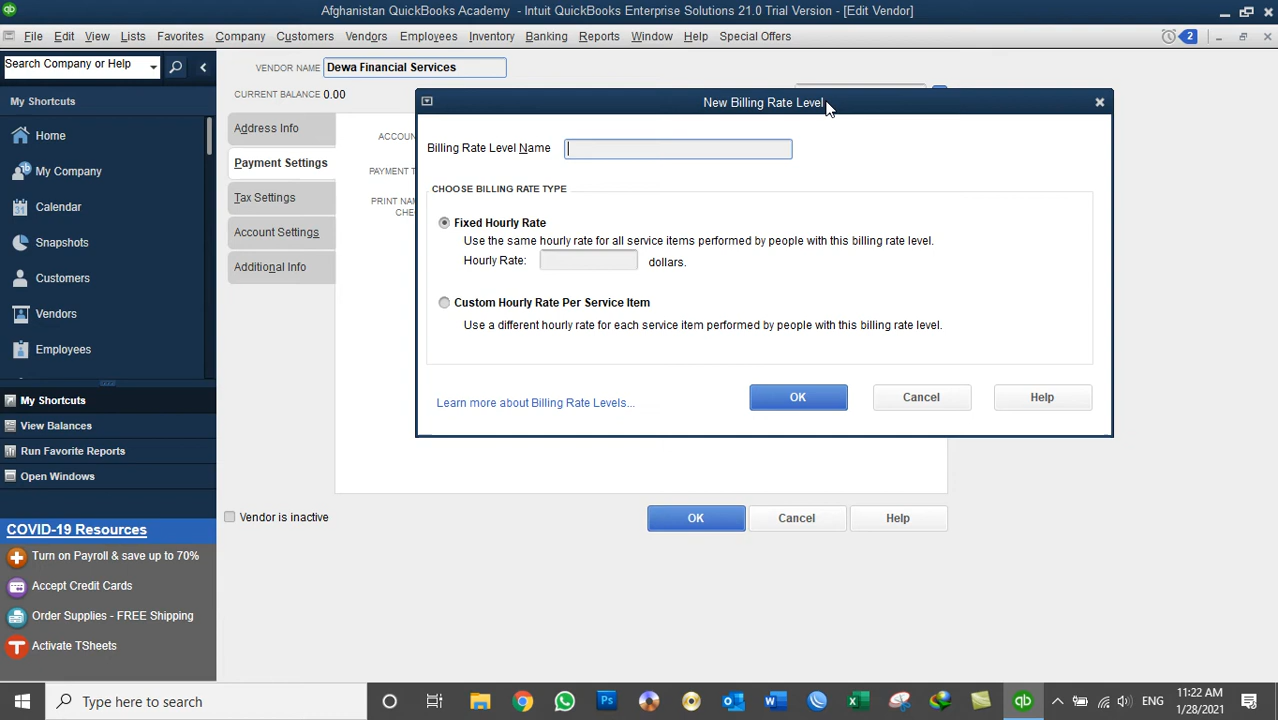 Afghanistan QuickBooks Academy - Intuit QuickBooks Enterprise Solutions 21.0 Trial Version - [Edit Vendor]
File Edit View Lists Favorites Company Customers Vendors Employees Inventory Banking Reports Window Help Special Offers 2
Search Company or Help
VENDOR NAME Dewa Financial Services
CURRENT BALANCE 0.00
My Shortcuts
Home
My Company
Calendar
Snapshots
Customers
Vendors
Employees
My Shortcuts
View Balances
Run Favorite Reports
Open Windows
COVID-19 Resources
Turn on Payroll & save up to 70%
Accept Credit Cards
Order Supplies - FREE Shipping
Activate TSheets
Address Info
Payment Settings
Tax Settings
Account Settings
Additional Info
ACCOUN
PAYMENT T
PRINT NAM
CHE
New Billing Rate Level
Billing Rate Level Name
CHOOSE BILLING RATE TYPE
Fixed Hourly Rate
Use the same hourly rate for all service items performed by people with this billing rate level.
Hourly Rate: dollars.
Custom Hourly Rate Per Service Item
Use a different hourly rate for each service item performed by people with this billing rate level.
Learn more about Billing Rate Levels...
OK Cancel Help
Vendor is inactive
OK Cancel Help
Type here to search
ENG
11:22 AM
1/28/2021